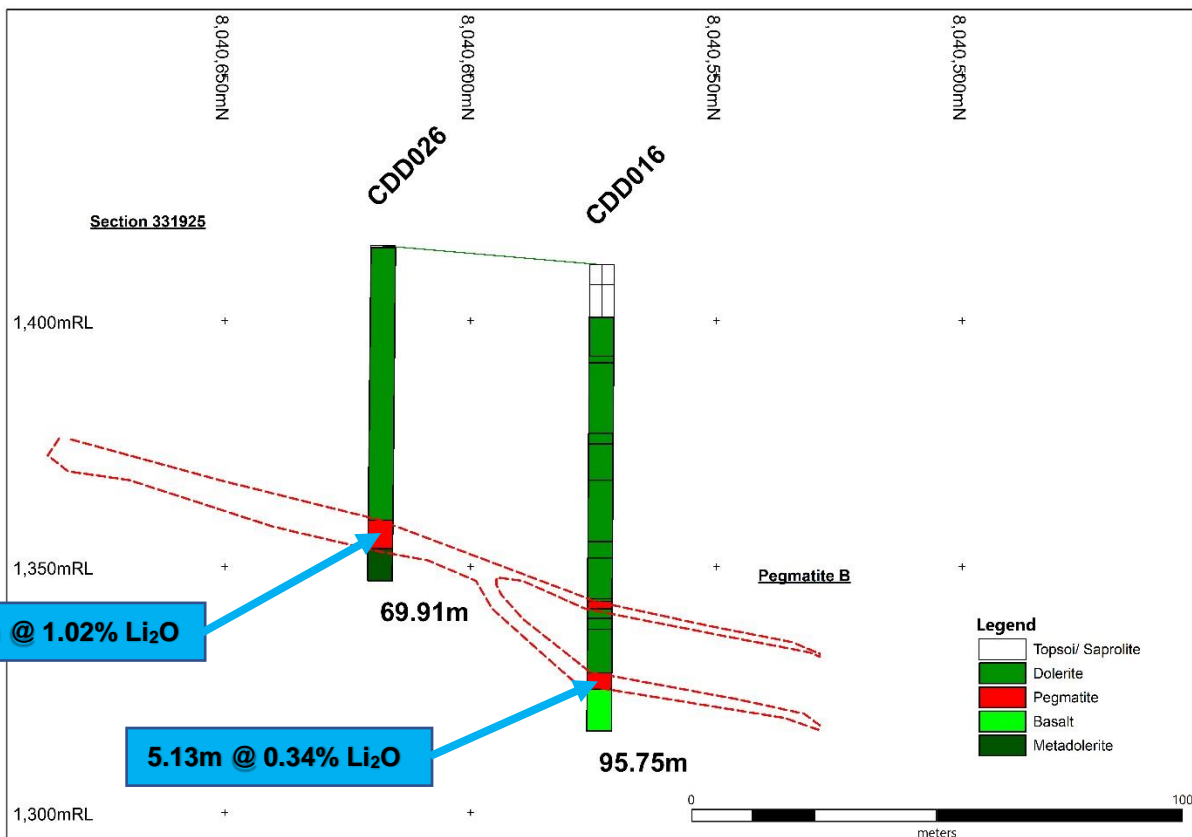 8,040,650mN
8,040,600mN
8,040,550mN
8,040,500mN
CDD026
CDD016
Section 331925
1,400mRL
1,350mRL
Pegmatite B
69.91m
@ 1.02% Li₂O
5.13m @ 0.34% Li₂O
95.75m
1,300mRL
Legend
Topsoi/ Saprolite
Dolerite
Pegmatite
Basalt
Metadolerite
0
100
meters